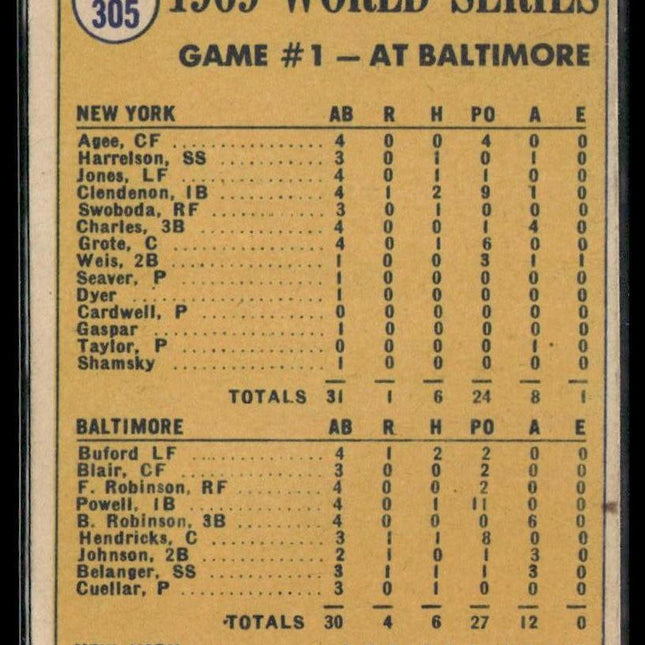 305
1969 WORLD SERIES
GAME #1 — AT BALTIMORE
NEW YORK AB R H PO A E
Agee, CF 4 0 0 4 0 0
Harrelson, SS 3 0 1 0 1 0
Jones, LF 4 0 1 1 0 0
Clendenon, 1B 4 1 2 9 1 0
Swoboda, RF 3 0 1 0 0 0
Charles, 3B 4 0 0 1 4 0
Grote, C 4 0 1 6 0 0
Weis, 2B 1 0 0 3 1 1
Seaver, P 1 0 0 0 0 0
Dyer 1 0 0 0 0 0
Cardwell, P 0 0 0 0 0 0
Gaspar 1 0 0 0 0 0
Taylor, P 0 0 0 0 1 0
Shamsky 1 0 0 0 0 0
TOTALS 31 1 6 24 8 1
BALTIMORE AB R H PO A E
Buford LF 4 1 2 2 0 0
Blair, CF 3 0 0 2 0 0
F. Robinson, RF 4 0 0 2 0 0
Powell, 1B 4 0 1 11 0 0
B. Robinson, 3B 4 0 0 0 6 0
Hendricks, C 3 1 1 8 0 0
Johnson, 2B 2 1 0 1 3 0
Belanger, SS 3 1 1 1 3 0
Cuellar, P 3 0 1 0 0 0
TOTALS 30 4 6 27 12 0